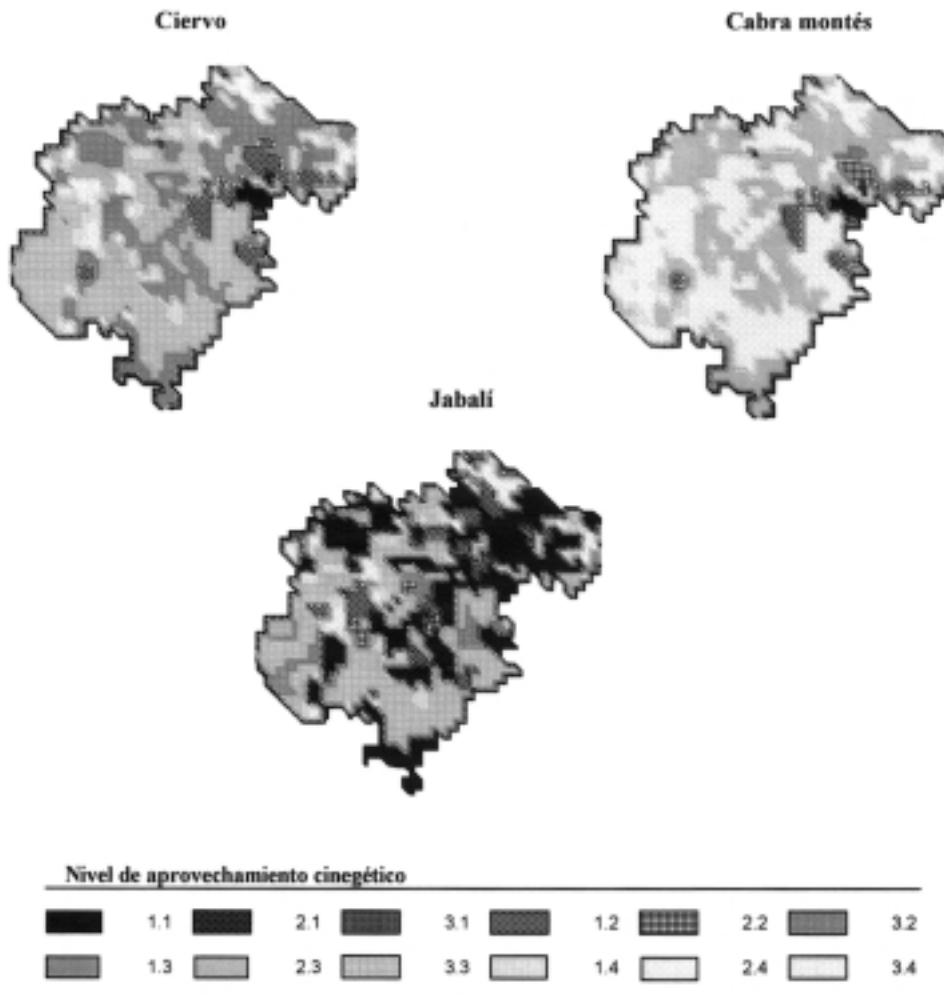 Ciervo
Cabra montés
Jabalí
Nivel de aprovechamiento cinegético
1.1 2.1 3.1 1.2 2.2 3.2
1.3 2.3 3.3 1.4 2.4 3.4